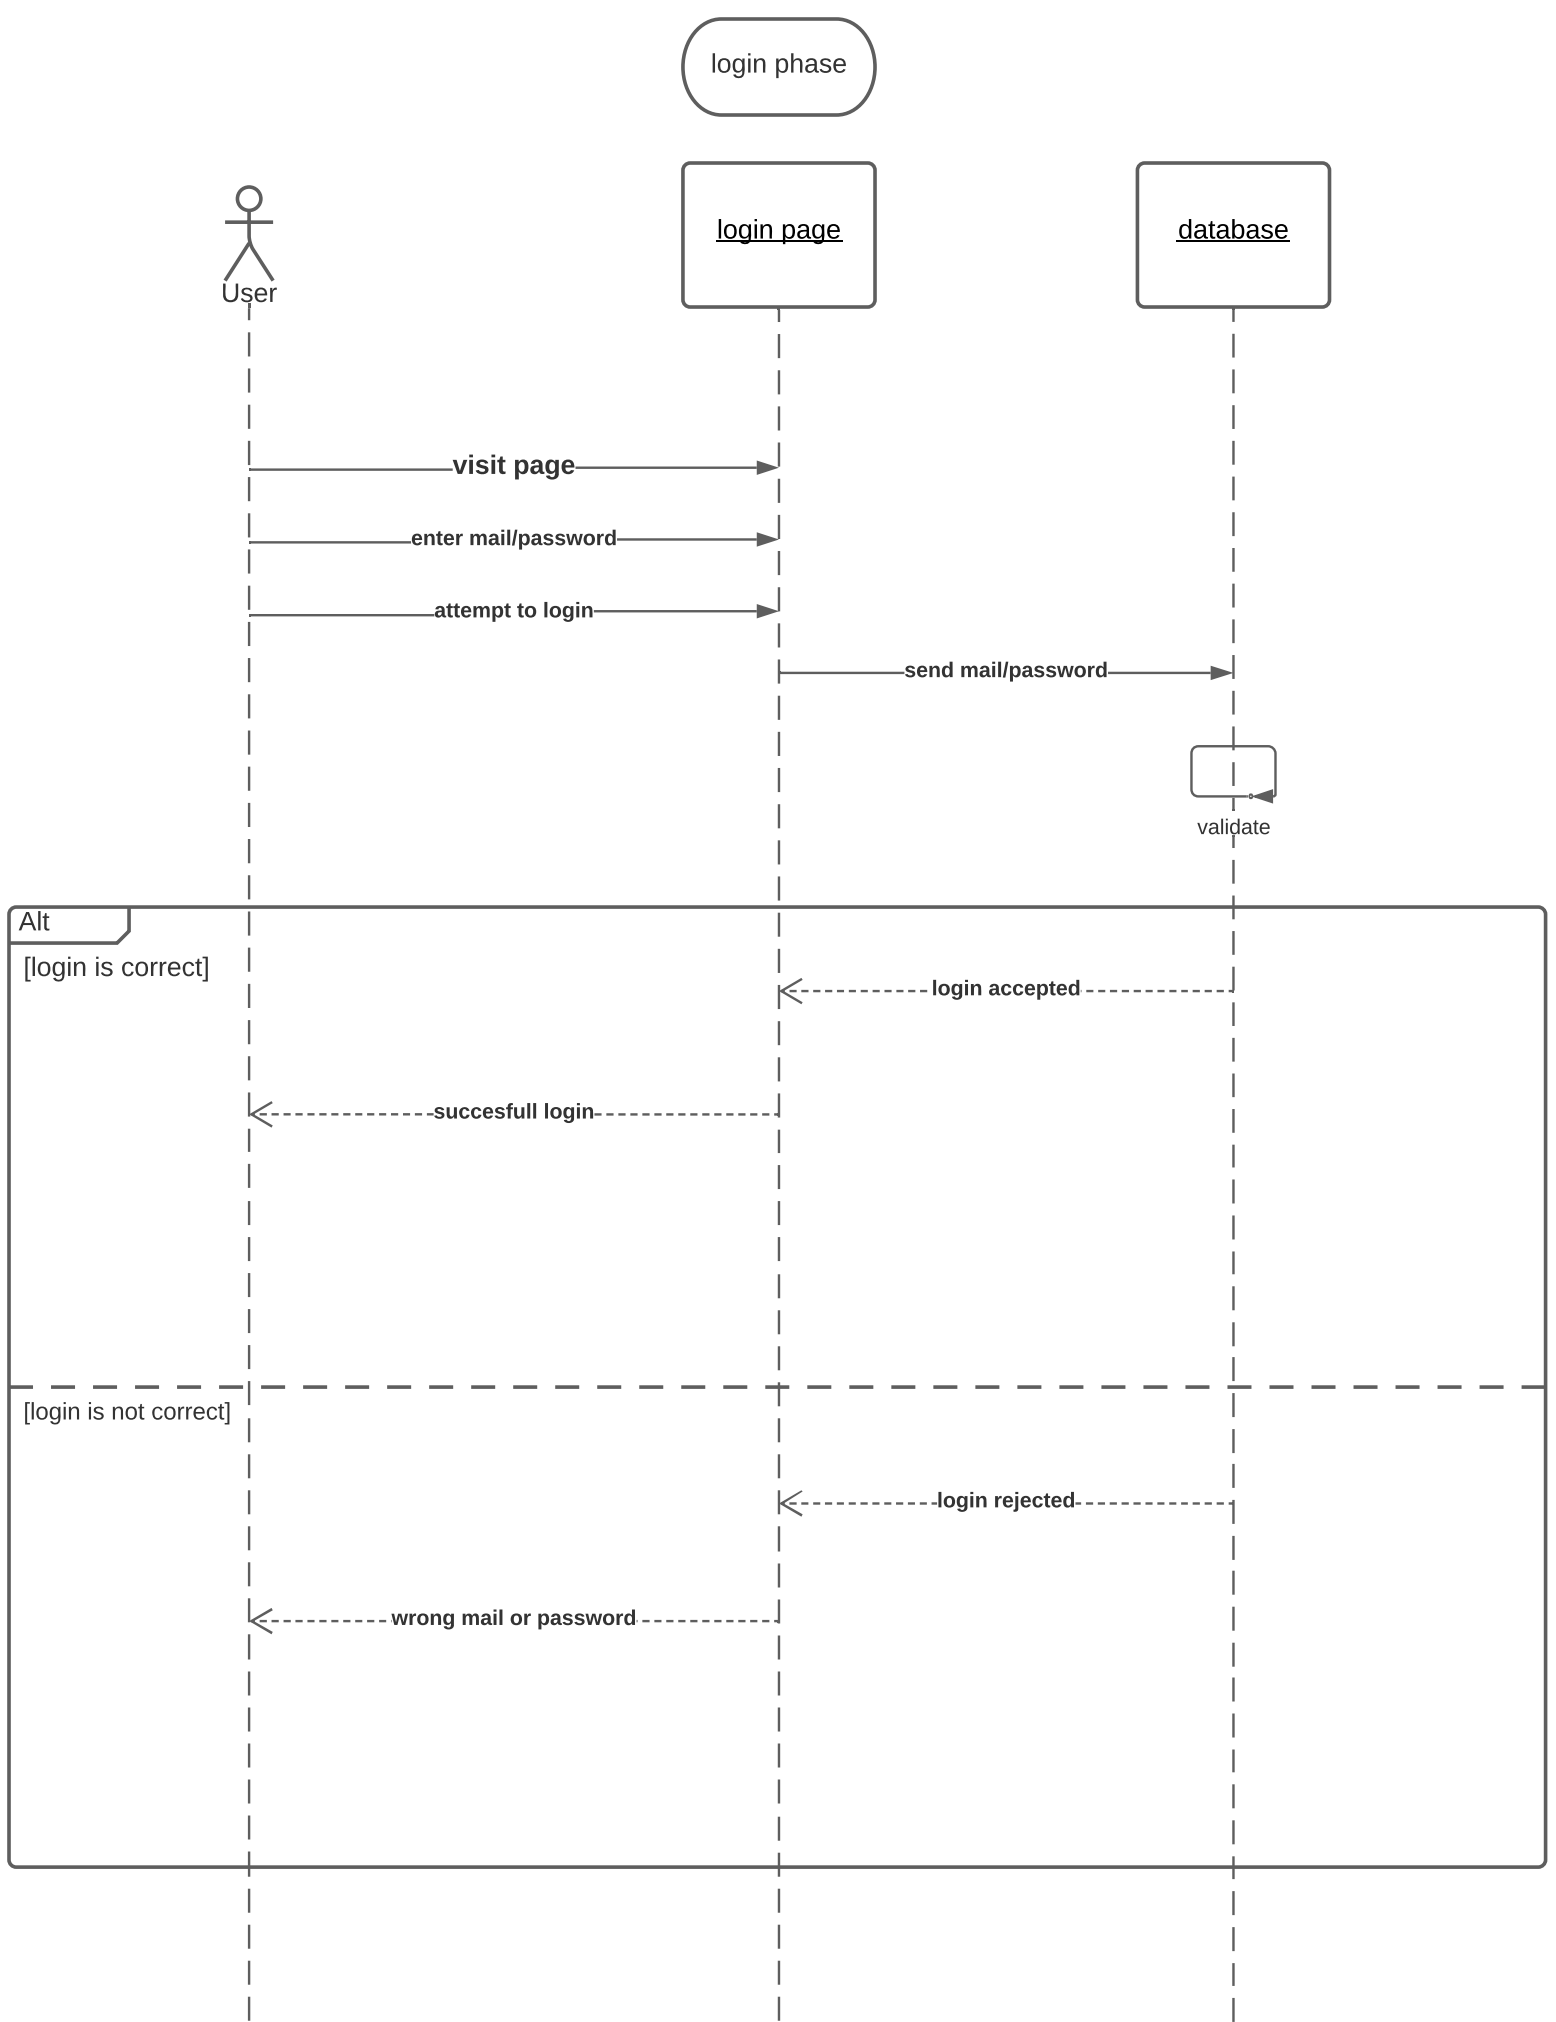 login phase
login page
database
User
visit page
enter mail/password
attempt to login
send mail/password
validate
Alt
[login is correct]
login accepted
succesfull login
[login is not correct]
login rejected
wrong mail or password